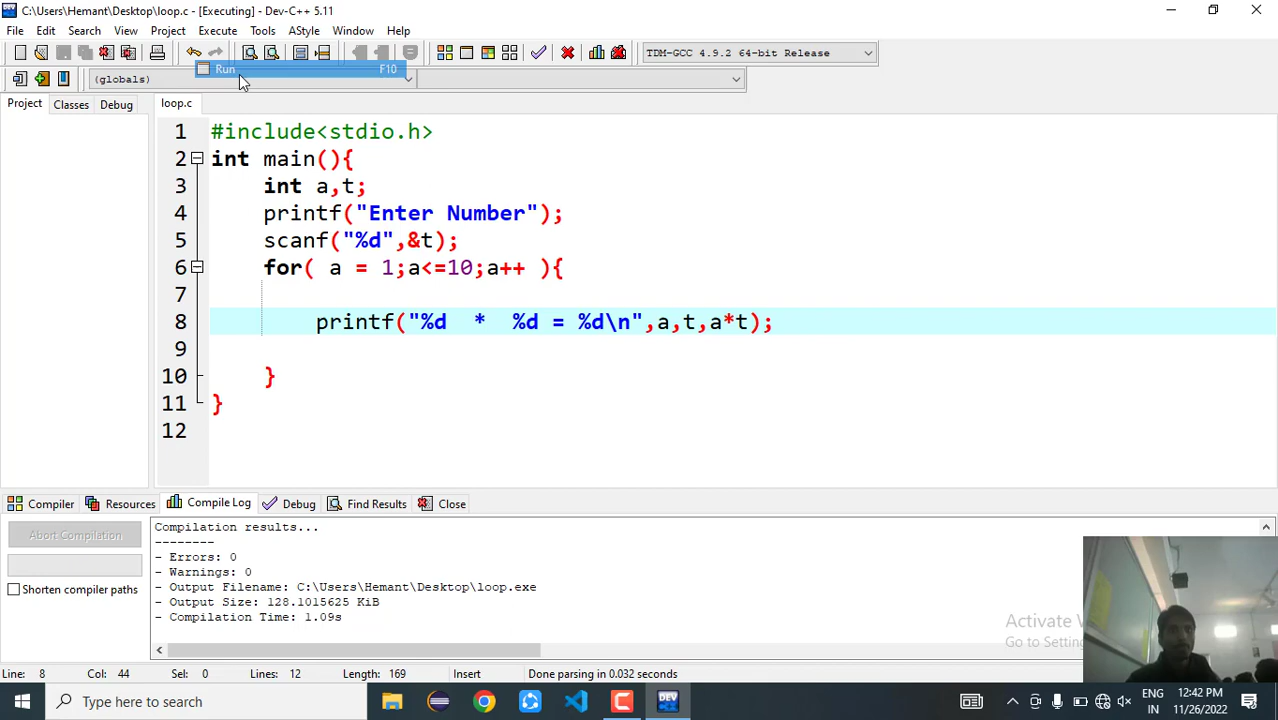 C:\Users\Hemant\Desktop\loop.c - [Executing] - Dev-C++ 5.11
File Edit Search View Project Execute Tools AStyle Window Help
TDM-GCC 4.9.2 64-bit Release
Run F10
(globals)
Project Classes Debug loop.c
1 #include<stdio.h>
2 int main(){
3 int a,t;
4 printf("Enter Number");
5 scanf("%d",&t);
6 for( a = 1;a<=10;a++ ){
7
8 printf("%d  *  %d = %d\n",a,t,a*t);
9
10 }
11 }
12
Compiler Resources Compile Log Debug Find Results Close
Abort Compilation
Shorten compiler paths
Compilation results...
--------
- Errors: 0
- Warnings: 0
- Output Filename: C:\Users\Hemant\Desktop\loop.exe
- Output Size: 128.1015625 KiB
- Compilation Time: 1.09s
Activate
Go to Setting
Line: 8 Col: 44 Sel: 0 Lines: 12 Length: 169 Insert Done parsing in 0.032 seconds
Type here to search
DEV
ENG
IN
12:42 PM
11/26/2022